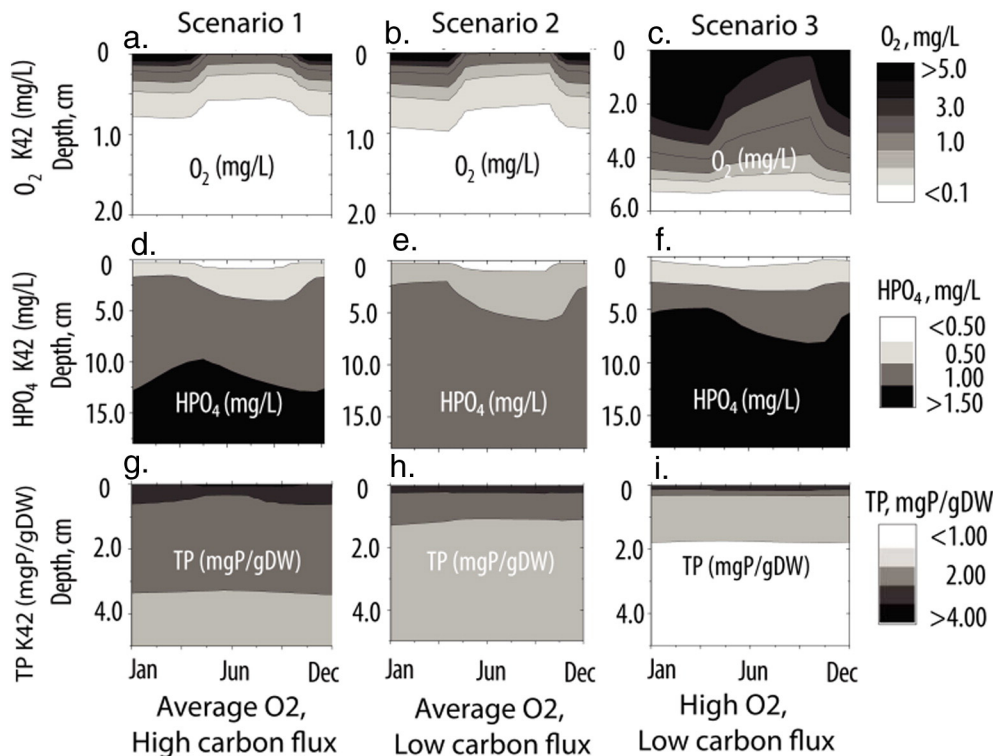 Scenario 1 Scenario 2 Scenario 3
a. b. c.
O2 K42 (mg/L)
Depth, cm
0
1.0
2.0
O2 (mg/L)
0
1.0
2.0
O2 (mg/L)
0
2.0
4.0
6.0
O2 (mg/L)
O2, mg/L
>5.0
3.0
1.0
<0.1
d. e. f.
HPO4 K42 (mg/L)
Depth, cm
0
5.0
10.0
15.0
HPO4 (mg/L)
0
5.0
10.0
15.0
HPO4 (mg/L)
0
5.0
10.0
15.0
HPO4 (mg/L)
HPO4, mg/L
<0.50
0.50
1.00
>1.50
g. h. i.
TP K42 (mgP/gDW)
Depth, cm
0
2.0
4.0
TP (mgP/gDW)
0
2.0
4.0
TP (mgP/gDW)
0
2.0
4.0
TP (mgP/gDW)
TP, mgP/gDW
<1.00
2.00
>4.00
Jan Jun Dec Jan Jun Dec Jan Jun Dec
Average O2,
High carbon flux
Average O2,
Low carbon flux
High O2,
Low carbon flux